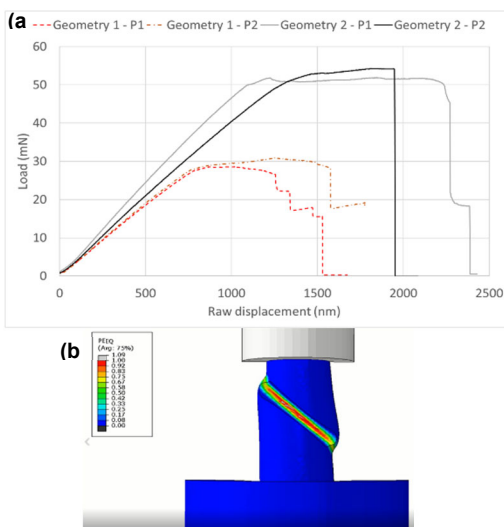 (a)
Geometry 1 - P1 Geometry 1 - P2 Geometry 2 - P1 Geometry 2 - P2
60
50
40
30
20
10
0
Load (mN)
0 500 1000 1500 2000 2500
Raw displacement (nm)
(b)
PEEQ
(Avg: 75%)
1.09
1.00
0.92
0.83
0.75
0.67
0.58
0.50
0.42
0.33
0.25
0.17
0.08
0.00